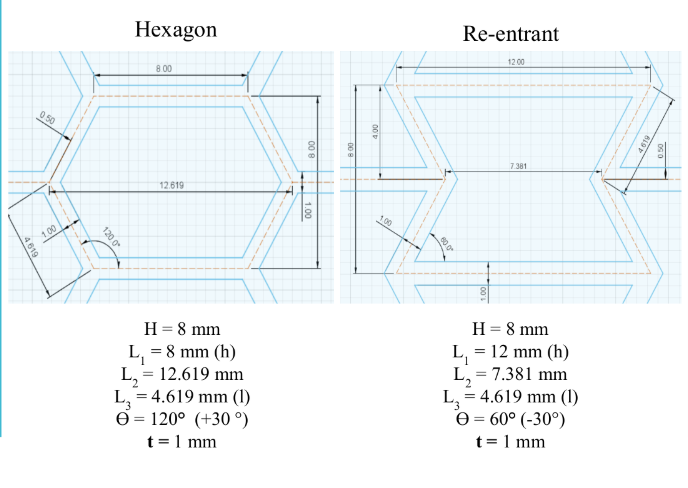 Hexagon
8.00
0.50
8.00
12.619
1.00
1.00
120.0°
4.619
H = 8 mm
L1 = 8 mm (h)
L2 = 12.619 mm
L3 = 4.619 mm (l)
Ө = 120° (+30 °)
t = 1 mm
Re-entrant
12.00
4.00
8.00
4.619
0.50
7.381
1.00
60.0°
1.00
H = 8 mm
L1 = 12 mm (h)
L2 = 7.381 mm
L3 = 4.619 mm (l)
Ө = 60° (-30°)
t = 1 mm